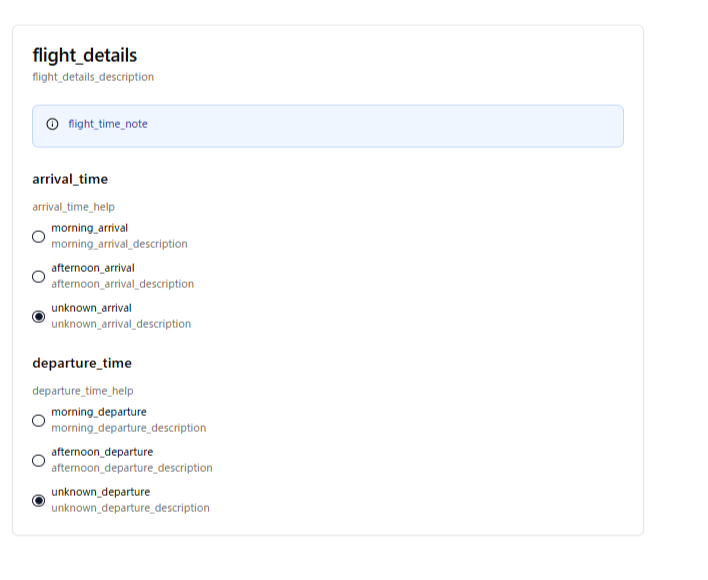 flight_details
flight_details_description
flight_time_note
arrival_time
arrival_time_help
morning_arrival
morning_arrival_description
afternoon_arrival
afternoon_arrival_description
unknown_arrival
unknown_arrival_description
departure_time
departure_time_help
morning_departure
morning_departure_description
afternoon_departure
afternoon_departure_description
unknown_departure
unknown_departure_description